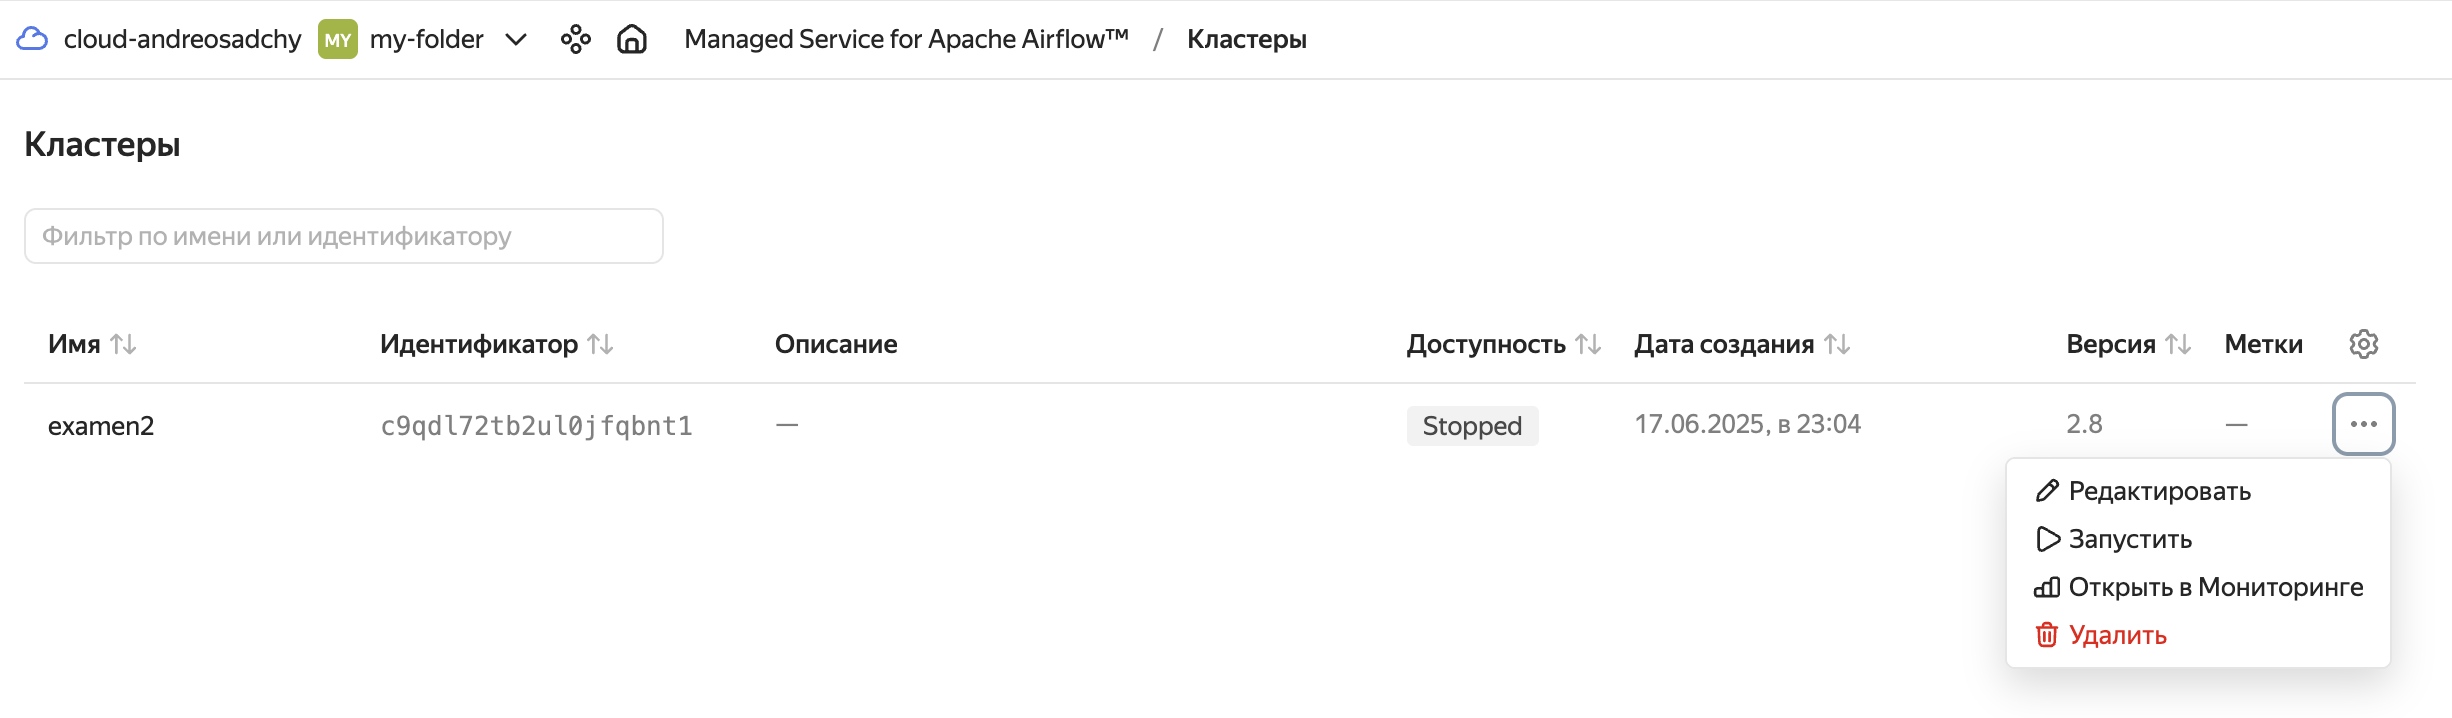 cloud-andreosadchy MY my-folder Managed Service for Apache Airflow™ / Кластеры
Кластеры
Фильтр по имени или идентификатору
Имя Идентификатор Описание Доступность Дата создания Версия Метки
examen2 c9qdl72tb2ul0jfqbnt1 — Stopped 17.06.2025, в 23:04 2.8 —
Редактировать
Запустить
Открыть в Мониторинге
Удалить